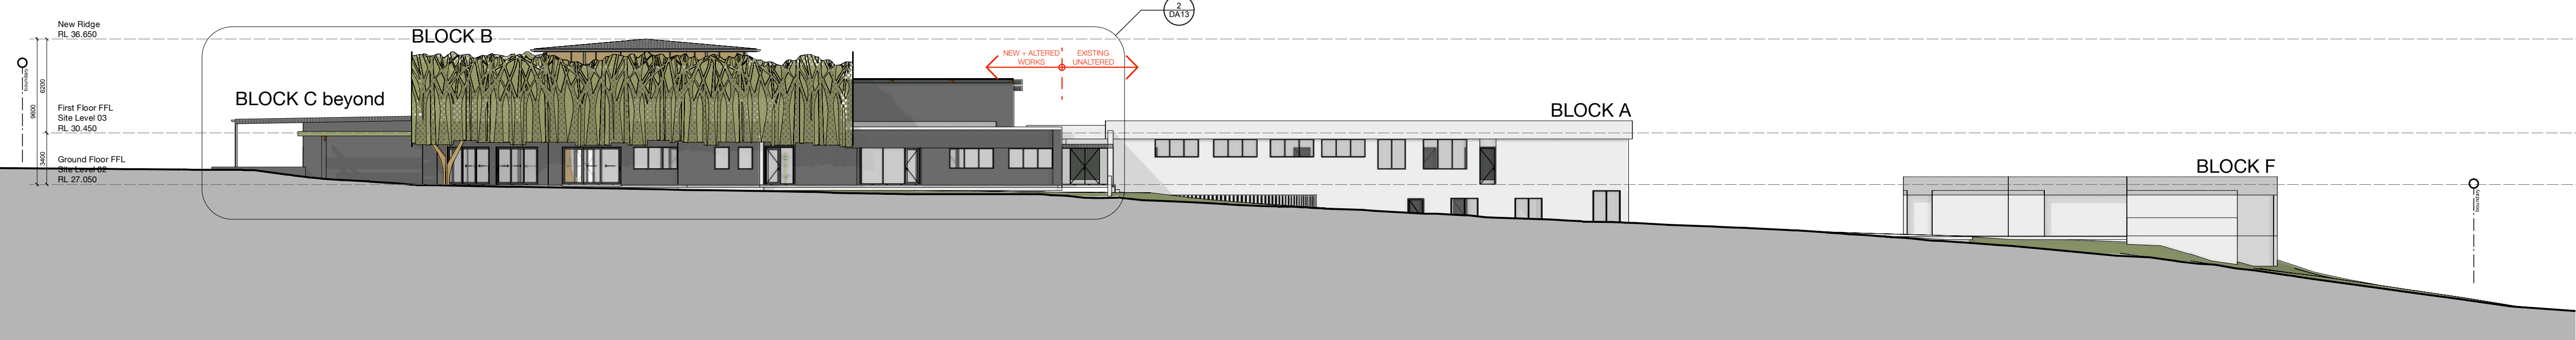 New Ridge
RL 36.650
BLOCK B
2
DA13
NEW + ALTERED
WORKS
EXISTING
UNALTERED
boundary
6200
9600
BLOCK C beyond
First Floor FFL
Site Level 03
RL 30.450
BLOCK A
3400
Ground Floor FFL
Site Level 02
RL 27.050
BLOCK F
boundary